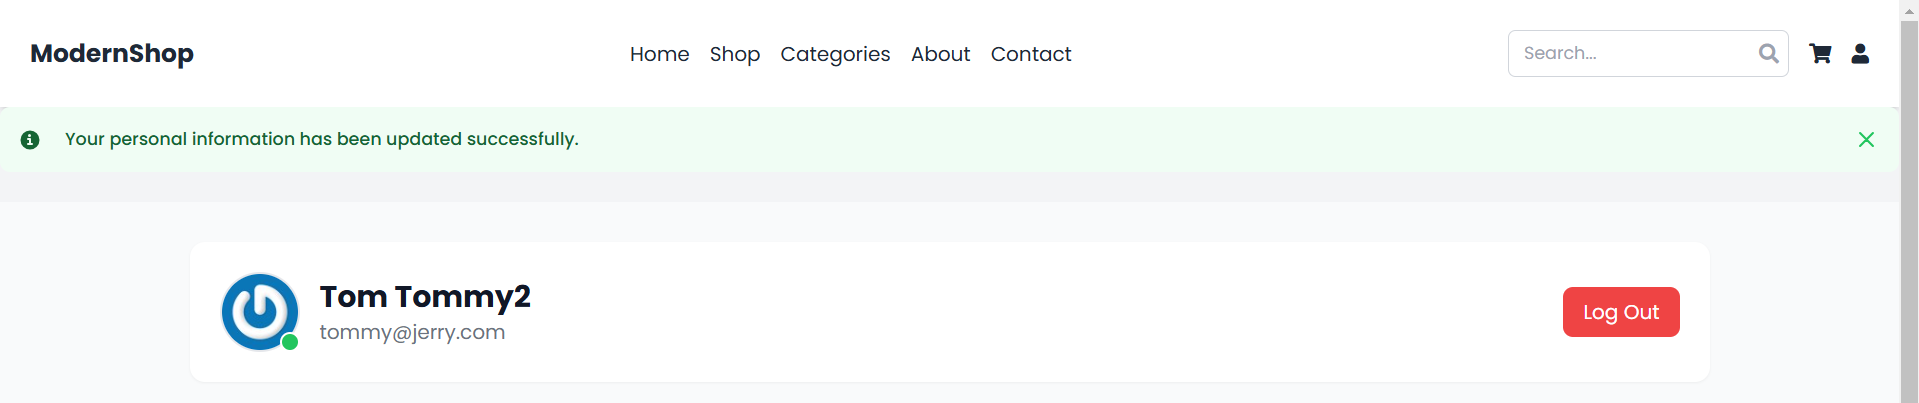 ModernShop
Home Shop Categories About Contact
Search...
Your personal information has been updated successfully.
Tom Tommy2
tommy@jerry.com
Log Out